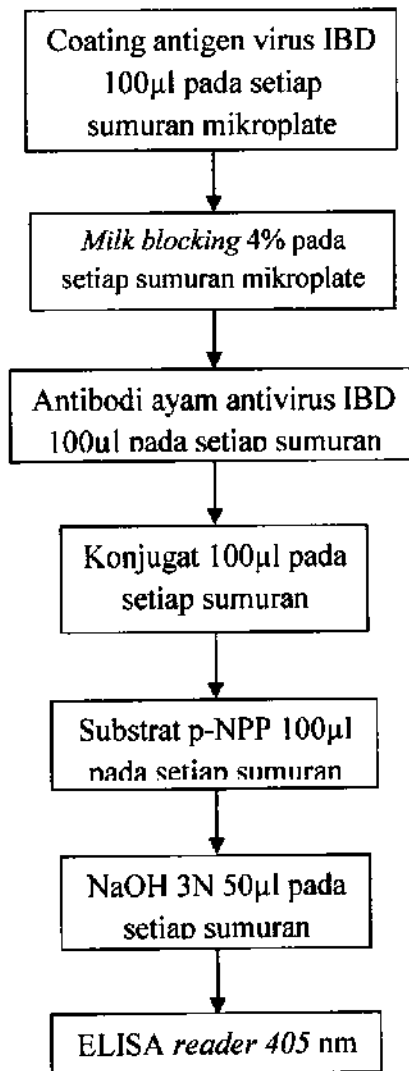 Coating antigen virus IBD
100µl pada setiap
sumuran mikroplate
Milk blocking 4% pada
setiap sumuran mikroplate
Antibodi ayam antivirus IBD
100ul pada setiap sumuran
Konjugat 100µl pada
setiap sumuran
Substrat p-NPP 100µl
pada setiap sumuran
NaOH 3N 50µl pada
setiap sumuran
ELISA reader 405 nm